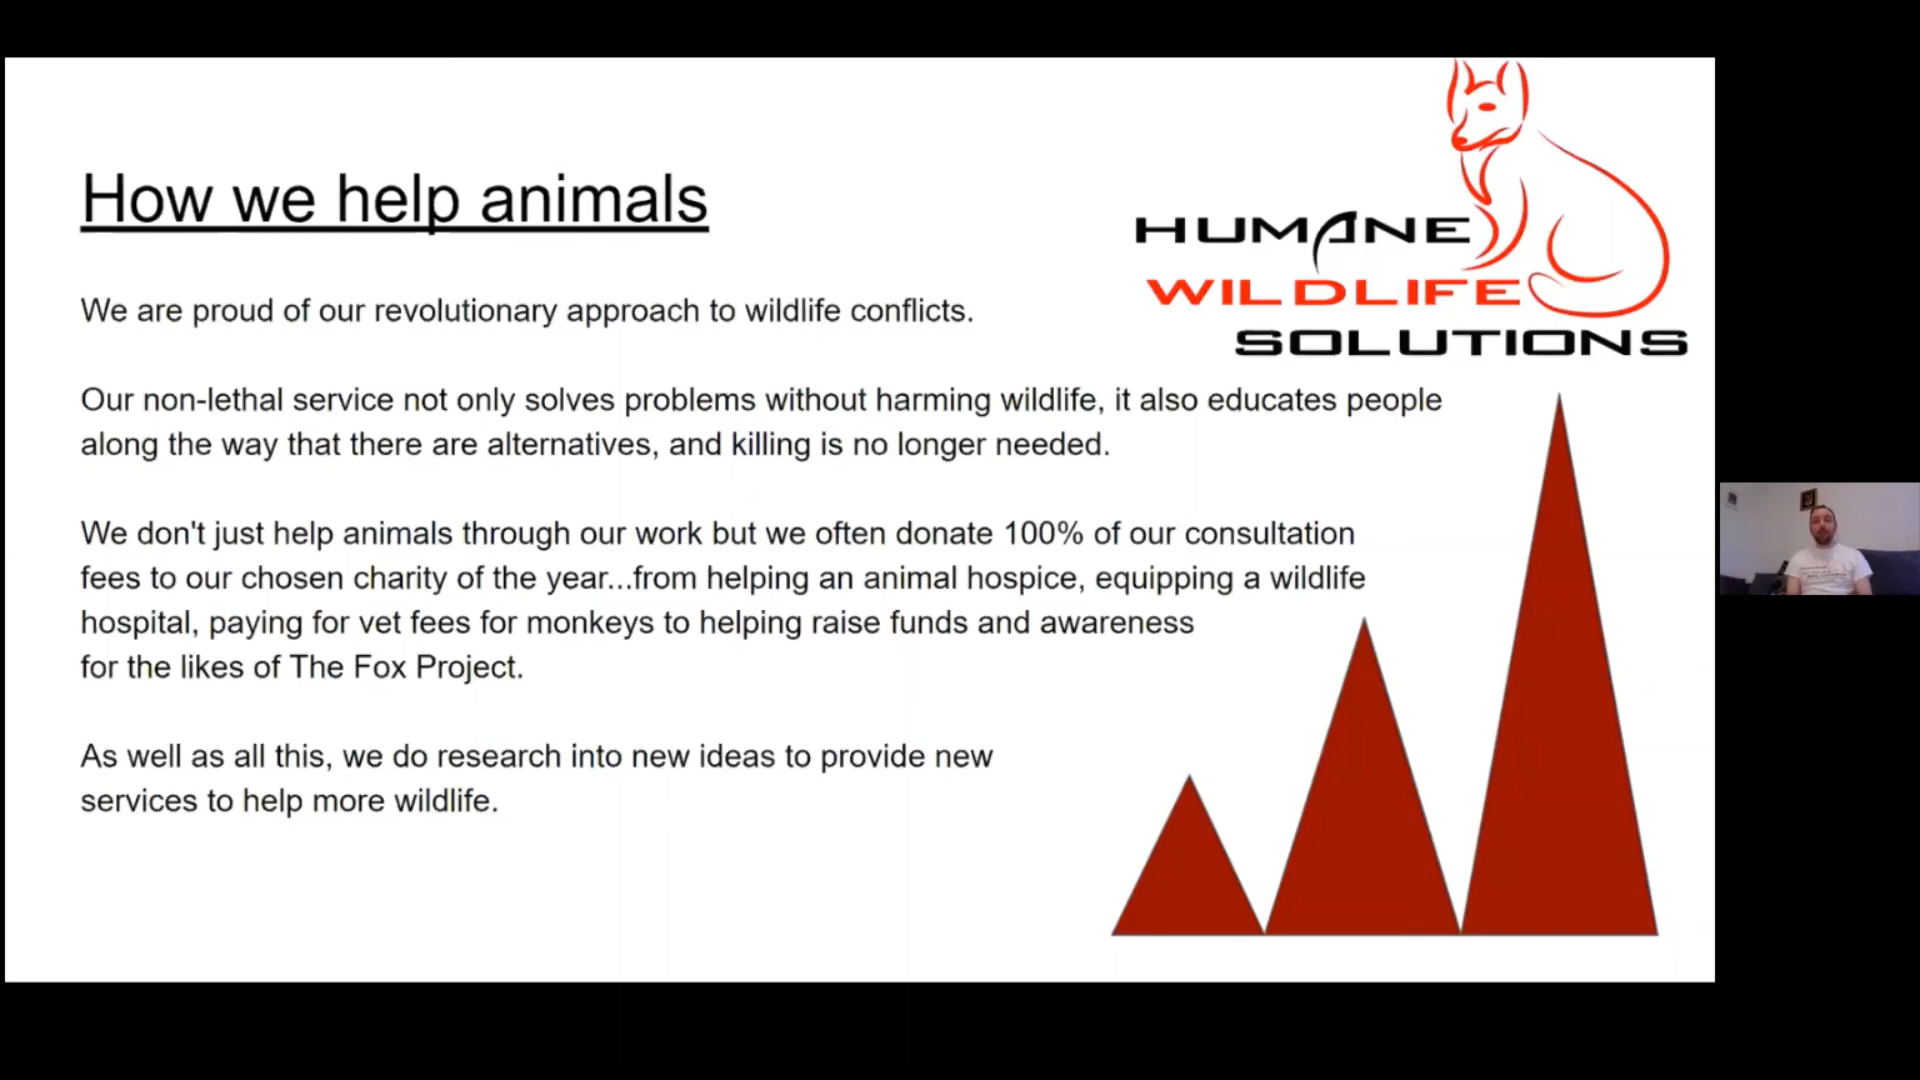 How we help animals
HUMANE
WILDLIFE
SOLUTIONS
We are proud of our revolutionary approach to wildlife conflicts.
Our non-lethal service not only solves problems without harming wildlife, it also educates people
along the way that there are alternatives, and killing is no longer needed.
We don't just help animals through our work but we often donate 100% of our consultation
fees to our chosen charity of the year...from helping an animal hospice, equipping a wildlife
hospital, paying for vet fees for monkeys to helping raise funds and awareness
for the likes of The Fox Project.
As well as all this, we do research into new ideas to provide new
services to help more wildlife.